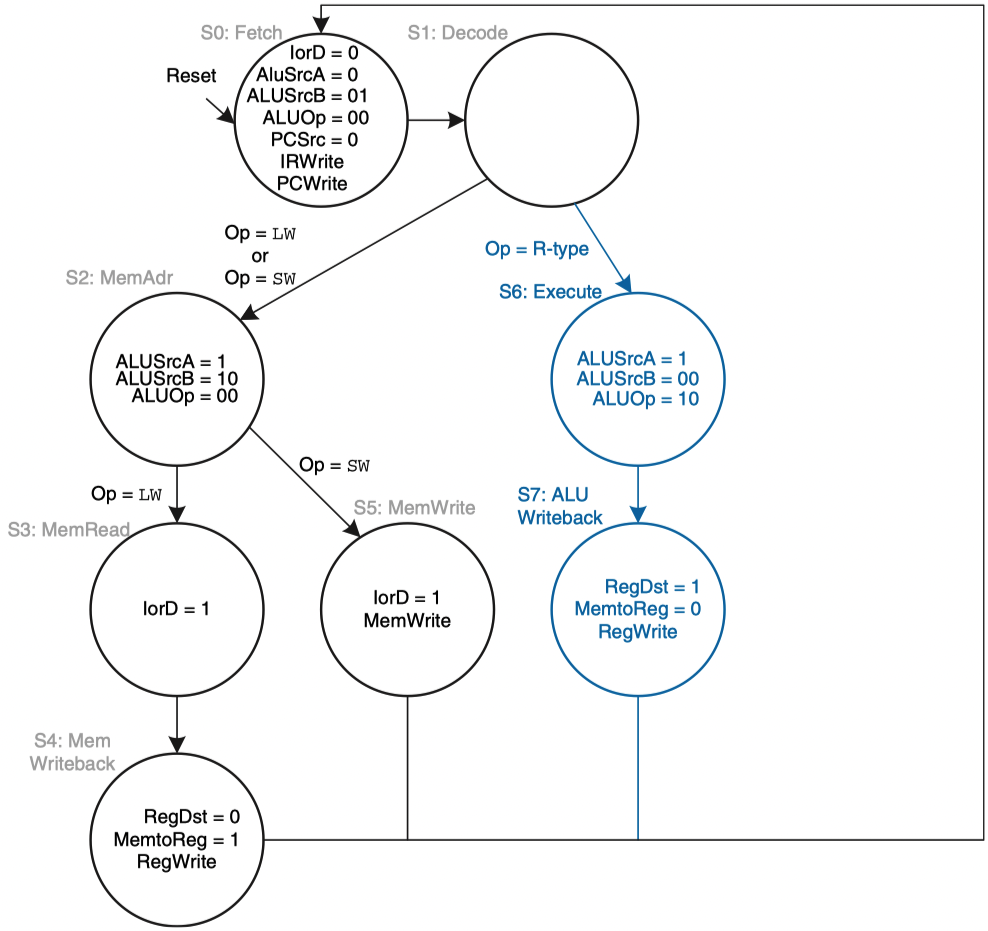 S0: Fetch
S1: Decode
Reset
IorD = 0
AluSrcA = 0
ALUSrcB = 01
ALUOp = 00
PCSrc = 0
IRWrite
PCWrite
Op = LW
or
Op = SW
Op = R-type
S2: MemAdr
S6: Execute
ALUSrcA = 1
ALUSrcB = 10
ALUOp = 00
ALUSrcA = 1
ALUSrcB = 00
ALUOp = 10
Op = LW
Op = SW
S3: MemRead
S5: MemWrite
S7: ALU
Writeback
IorD = 1
IorD = 1
MemWrite
RegDst = 1
MemtoReg = 0
RegWrite
S4: Mem
Writeback
RegDst = 0
MemtoReg = 1
RegWrite